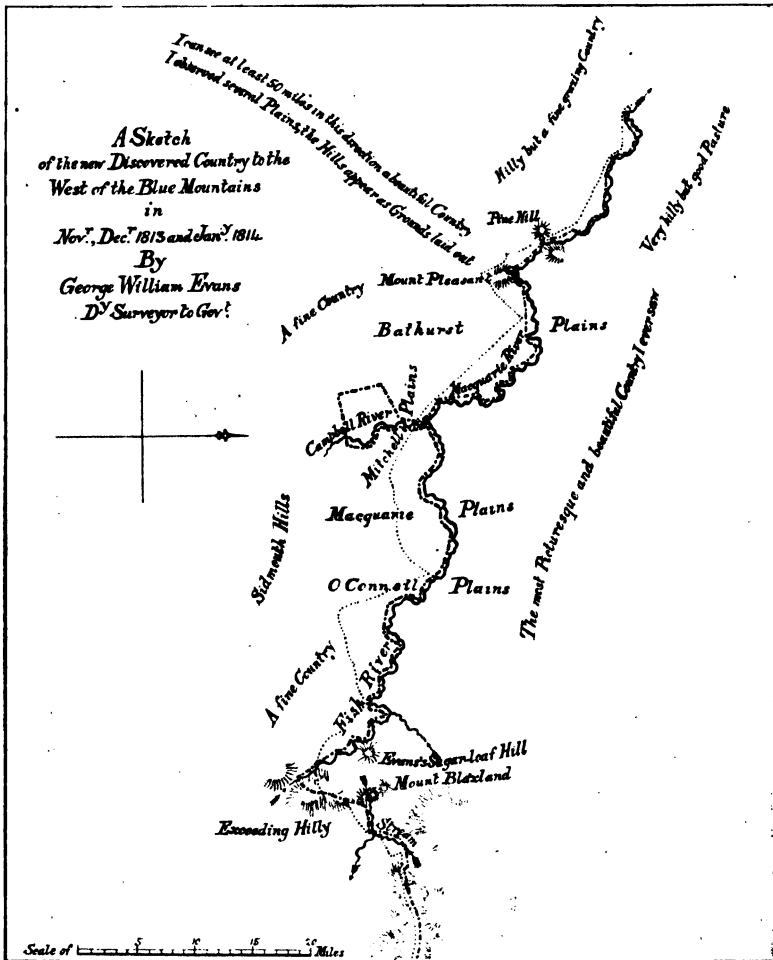 I can see at least 50 miles in this direction a beautiful Country
I observed several Plains, the Hills appear as Grounds laid out
Hilly but a fine grazing Country
Very hilly but good Pasture
A Sketch
of the new Discovered Country to the
West of the Blue Mountains
in
Novr., Decr. 1813 and Jany. 1814
By
George William Evans
Dy Surveyor to Govt.
Pine Hill
Mount Pleasant
A fine Country
Bathurst Plains
Macquarie River
The most Picturesque and beautiful Country I ever saw
Campbell River
Mitchell Plains
Sidmouth Hills
Macquarie Plains
O Connell Plains
A fine Country
Fish River
Evans's Sugar-loaf Hill
Mount Blaxland
Exceeding Hilly
Stream
Scale of 5 10 15 20 Miles